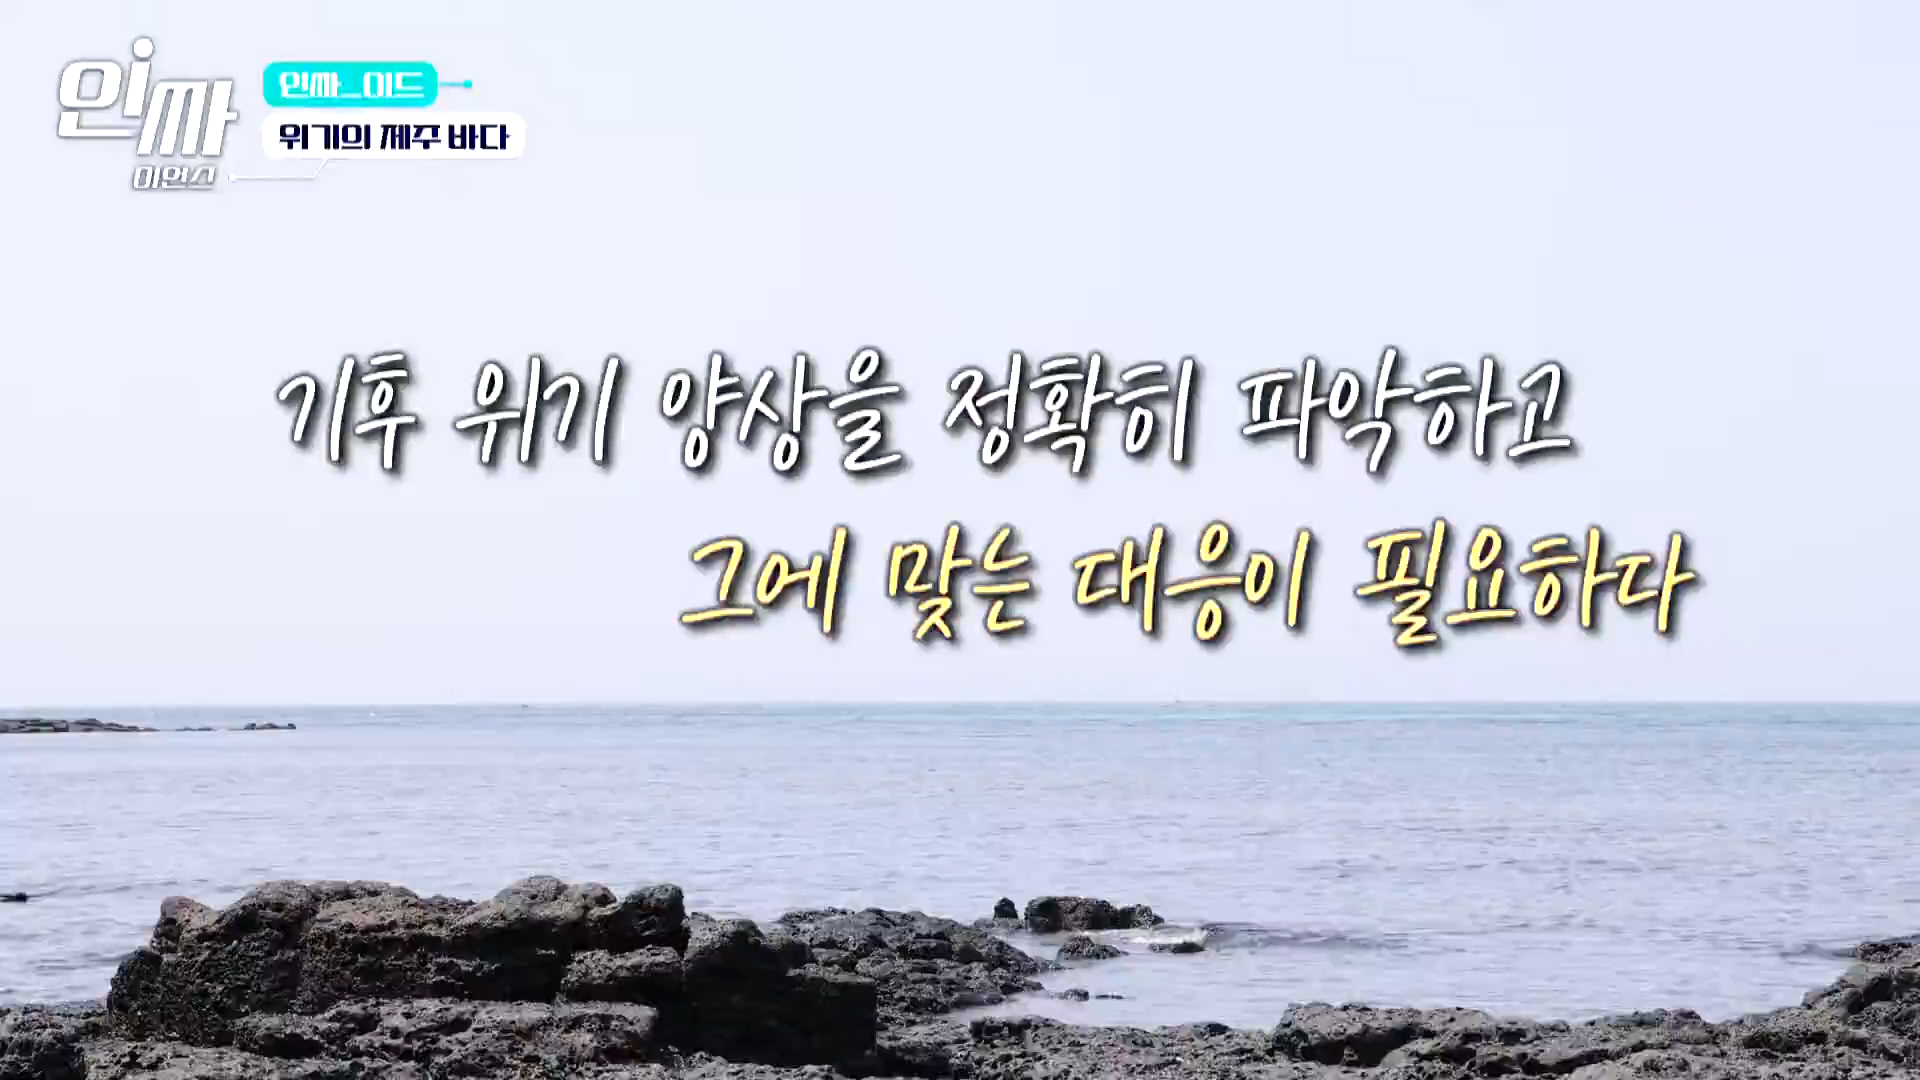 인싸
이언스
인싸_이드
위기의 제주 바다
기후 위기 양상을 정확히 파악하고
그에 맞는 대응이 필요하다